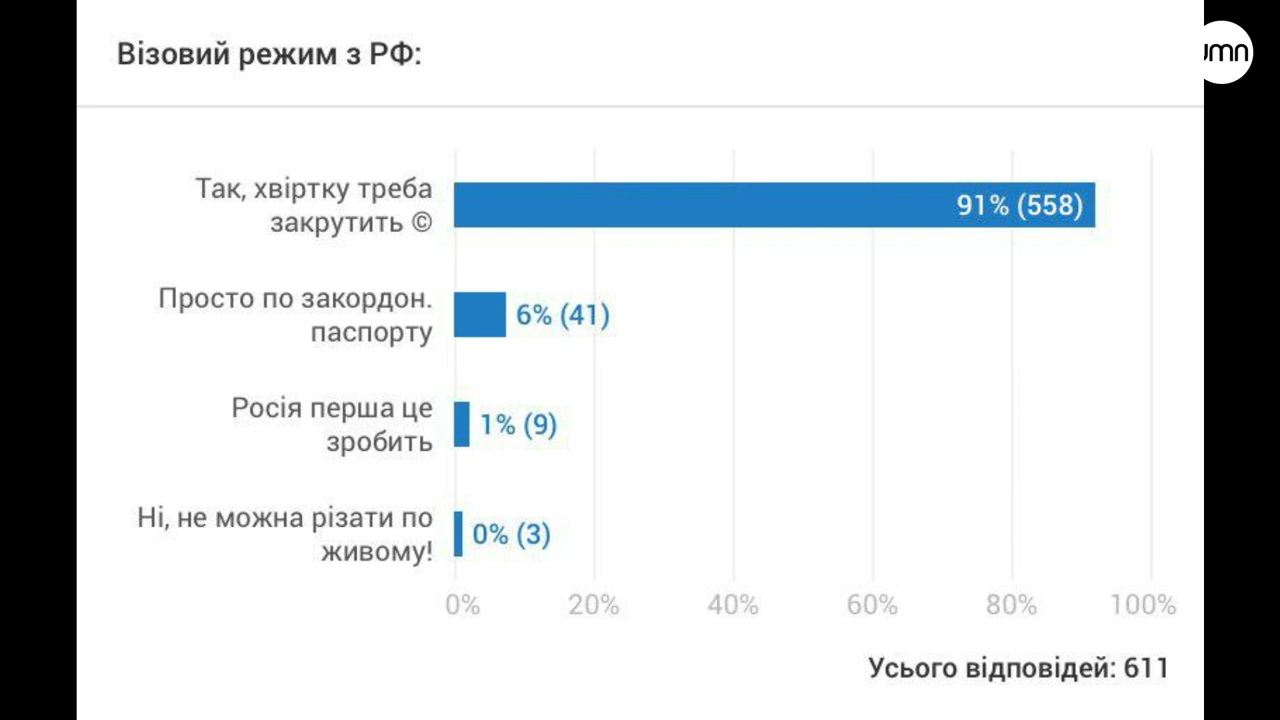 Візовий режим з РФ:
umn
Так, хвіртку треба
закрутить ©
91% (558)
Просто по закордон.
паспорту
6% (41)
Росія перша це
зробить
1% (9)
Ні, не можна різати по
живому!
0% (3)
0% 20% 40% 60% 80% 100%
Усього відповідей: 611